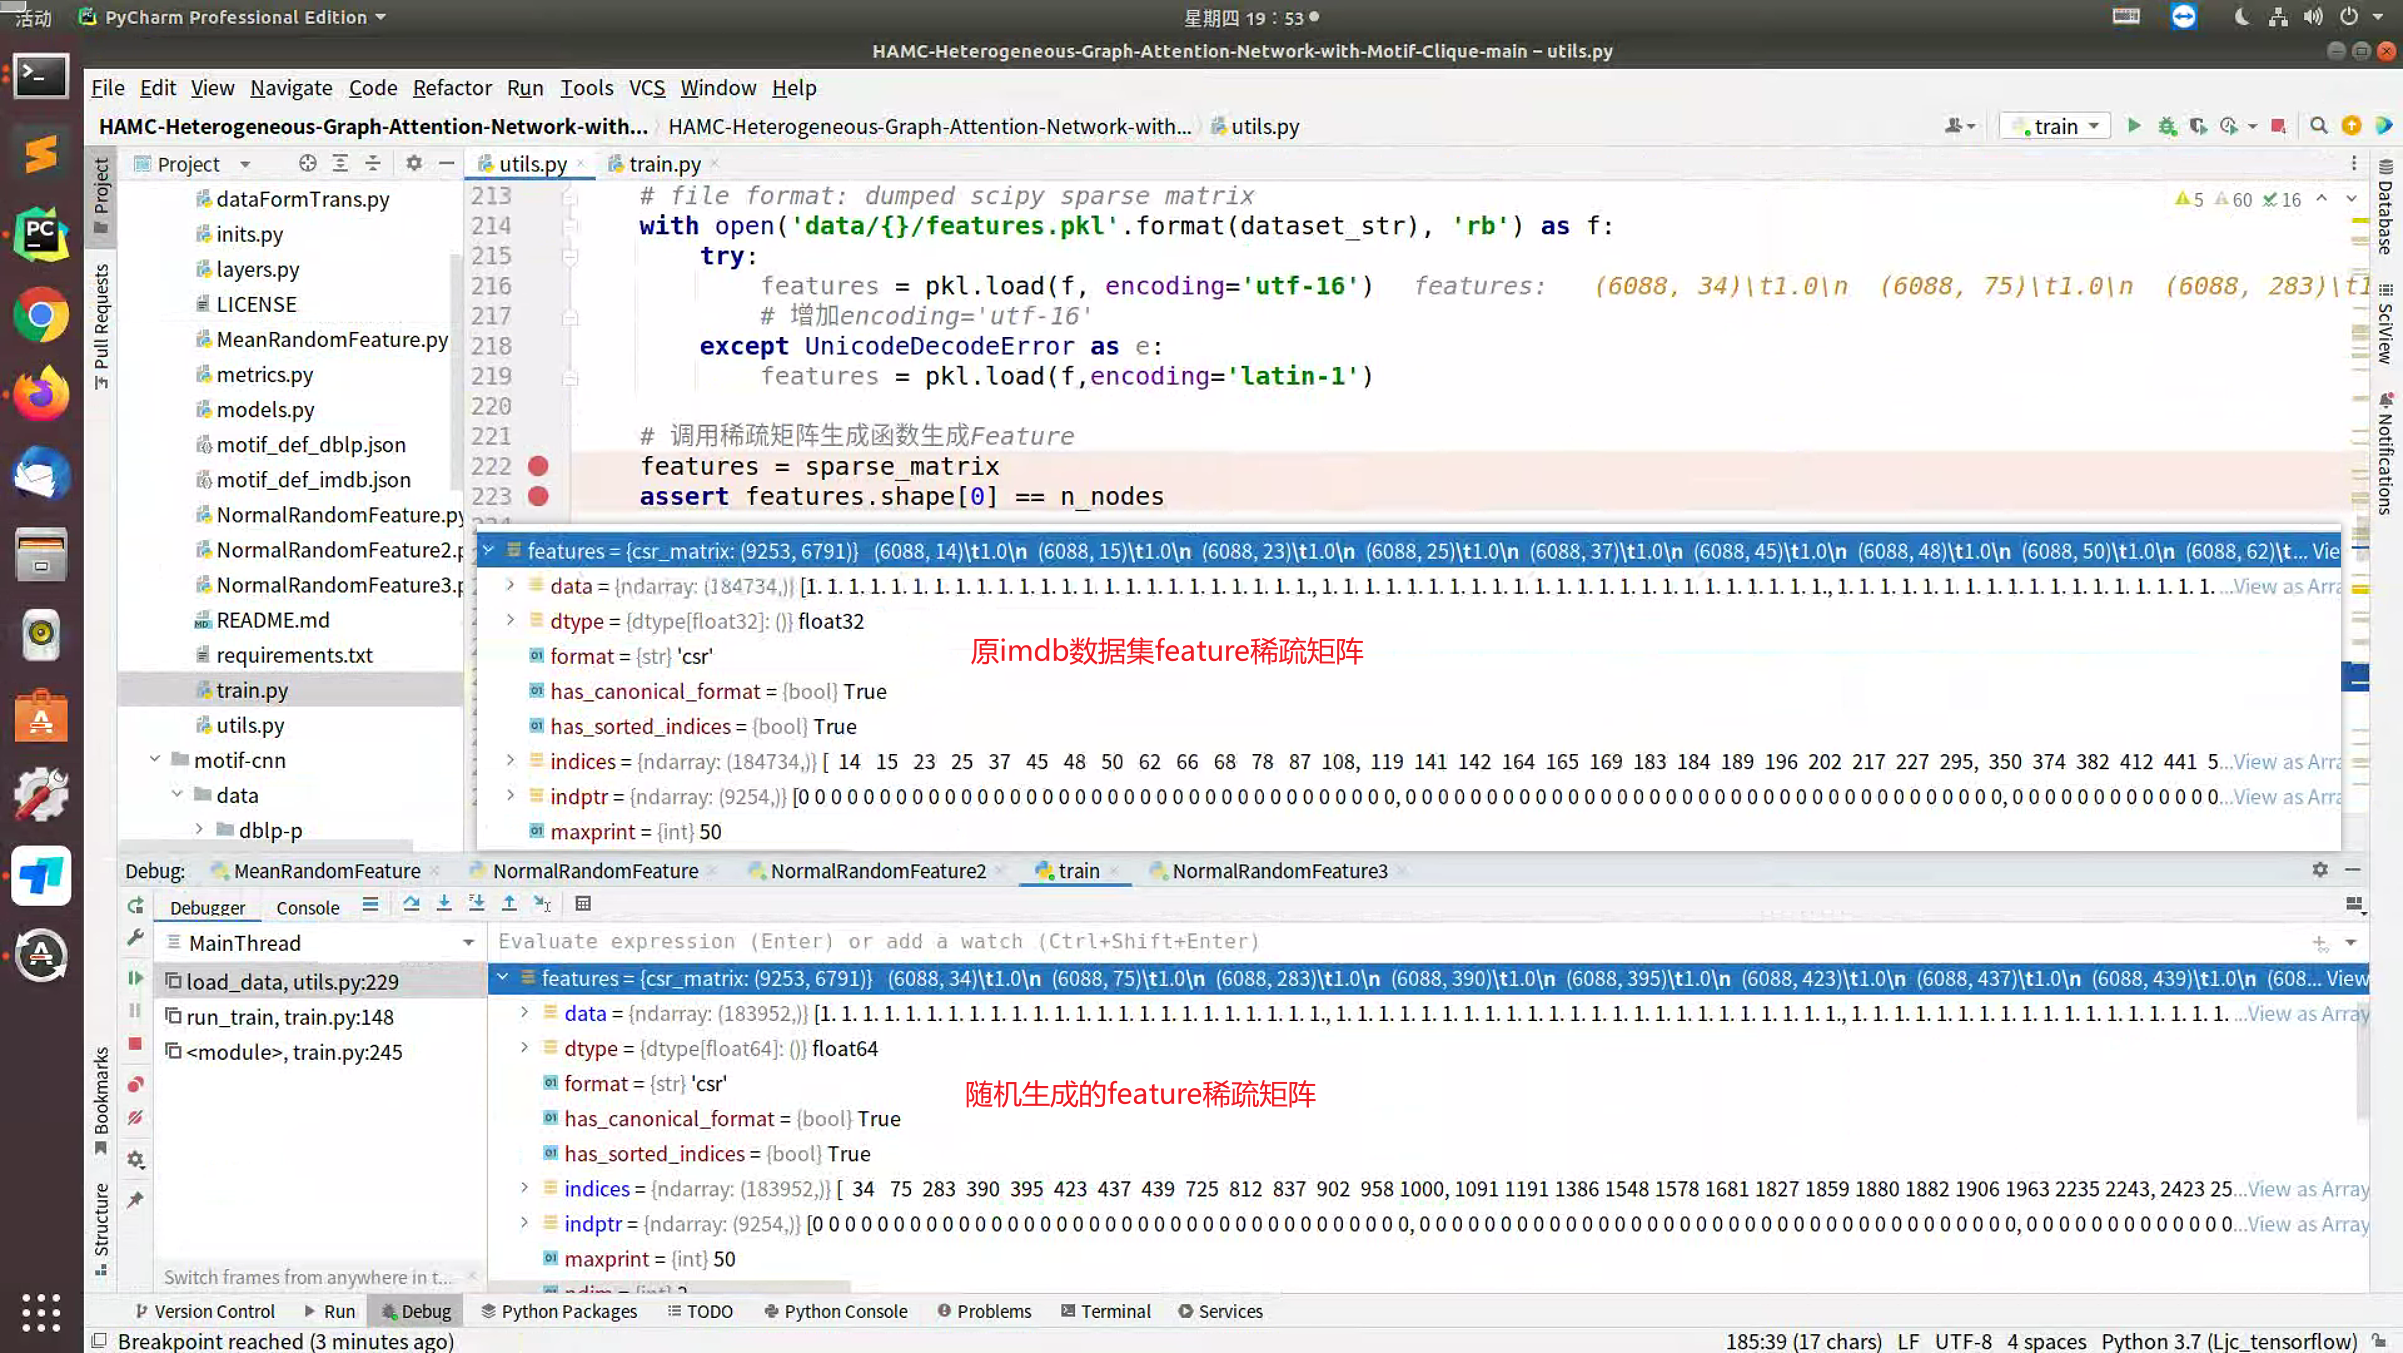 活动 PyCharm Professional Edition 星期四 19：53
HAMC-Heterogeneous-Graph-Attention-Network-with-Motif-Clique-main – utils.py
File Edit View Navigate Code Refactor Run Tools VCS Window Help
HAMC-Heterogeneous-Graph-Attention-Network-with... HAMC-Heterogeneous-Graph-Attention-Network-with... utils.py train
Project
Pull Requests
Bookmarks
Structure
Project
dataFormTrans.py
inits.py
layers.py
LICENSE
MeanRandomFeature.py
metrics.py
models.py
motif_def_dblp.json
motif_def_imdb.json
NormalRandomFeature.py
NormalRandomFeature2.p
NormalRandomFeature3.p
README.md
requirements.txt
train.py
utils.py
motif-cnn
data
dblp-p
utils.py train.py
5 60 16
213 # file format: dumped scipy sparse matrix
214 with open('data/{}/features.pkl'.format(dataset_str), 'rb') as f:
215 try:
216 features = pkl.load(f, encoding='utf-16') features: (6088, 34)\t1.0\n (6088, 75)\t1.0\n (6088, 283)\t1
217 # 增加encoding='utf-16'
218 except UnicodeDecodeError as e:
219 features = pkl.load(f,encoding='latin-1')
220
221 # 调用稀疏矩阵生成函数生成Feature
222 features = sparse_matrix
223 assert features.shape[0] == n_nodes
Database
SciView
Notifications
features = {csr_matrix: (9253, 6791)} (6088, 14)\t1.0\n (6088, 15)\t1.0\n (6088, 23)\t1.0\n (6088, 25)\t1.0\n (6088, 37)\t1.0\n (6088, 45)\t1.0\n (6088, 48)\t1.0\n (6088, 50)\t1.0\n (6088, 62)\t... Vie
data = {ndarray: (184734,)} [1. 1. 1. 1. 1. 1. 1. 1. 1. 1. 1. 1. 1. 1. 1. 1. 1. 1. 1. 1. 1. 1. 1. 1., 1. 1. 1. 1. 1. 1. 1. 1. 1. 1. 1. 1. 1. 1. 1. 1. 1. 1. 1. 1. 1. 1. 1. 1., 1. 1. 1. 1. 1. 1. 1. 1. 1. 1. 1. 1. 1. 1. 1. 1. 1. 1. ...View as Arra
dtype = {dtype[float32]: ()} float32
原imdb数据集feature稀疏矩阵
format = {str} 'csr'
has_canonical_format = {bool} True
has_sorted_indices = {bool} True
indices = {ndarray: (184734,)} [ 14 15 23 25 37 45 48 50 62 66 68 78 87 108, 119 141 142 164 165 169 183 184 189 196 202 217 227 295, 350 374 382 412 441 5...View as Arra
indptr = {ndarray: (9254,)} [0 0 0 0 0 0 0 0 0 0 0 0 0 0 0 0 0 0 0 0 0 0 0 0 0 0 0 0 0 0 0 0 0 0 0 0 0, 0 0 0 0 0 0 0 0 0 0 0 0 0 0 0 0 0 0 0 0 0 0 0 0 0 0 0 0 0 0 0 0 0 0 0 0 0, 0 0 0 0 0 0 0 0 0 0 0 0 0...View as Arra
maxprint = {int} 50
Debug: MeanRandomFeature NormalRandomFeature NormalRandomFeature2 train NormalRandomFeature3
Debugger Console
MainThread
load_data, utils.py:229
run_train, train.py:148
<module>, train.py:245
Switch frames from anywhere in t...
Evaluate expression (Enter) or add a watch (Ctrl+Shift+Enter)
features = {csr_matrix: (9253, 6791)} (6088, 34)\t1.0\n (6088, 75)\t1.0\n (6088, 283)\t1.0\n (6088, 390)\t1.0\n (6088, 395)\t1.0\n (6088, 423)\t1.0\n (6088, 437)\t1.0\n (6088, 439)\t1.0\n (608... View
data = {ndarray: (183952,)} [1. 1. 1. 1. 1. 1. 1. 1. 1. 1. 1. 1. 1. 1. 1. 1. 1. 1. 1. 1. 1. 1. 1. 1., 1. 1. 1. 1. 1. 1. 1. 1. 1. 1. 1. 1. 1. 1. 1. 1. 1. 1. 1. 1. 1. 1. 1. 1., 1. 1. 1. 1. 1. 1. 1. 1. 1. 1. 1. 1. 1. 1. 1. 1. 1. 1. ...View as Array
dtype = {dtype[float64]: ()} float64
format = {str} 'csr'
随机生成的feature稀疏矩阵
has_canonical_format = {bool} True
has_sorted_indices = {bool} True
indices = {ndarray: (183952,)} [ 34 75 283 390 395 423 437 439 725 812 837 902 958 1000, 1091 1191 1386 1548 1578 1681 1827 1859 1880 1882 1906 1963 2235 2243, 2423 25...View as Array
indptr = {ndarray: (9254,)} [0 0 0 0 0 0 0 0 0 0 0 0 0 0 0 0 0 0 0 0 0 0 0 0 0 0 0 0 0 0 0 0 0 0 0 0 0, 0 0 0 0 0 0 0 0 0 0 0 0 0 0 0 0 0 0 0 0 0 0 0 0 0 0 0 0 0 0 0 0 0 0 0 0 0, 0 0 0 0 0 0 0 0 0 0 0 0 0...View as Array
maxprint = {int} 50
Version Control Run Debug Python Packages TODO Python Console Problems Terminal Services
Breakpoint reached (3 minutes ago) 185:39 (17 chars) LF UTF-8 4 spaces Python 3.7 (Ljc_tensorflow)